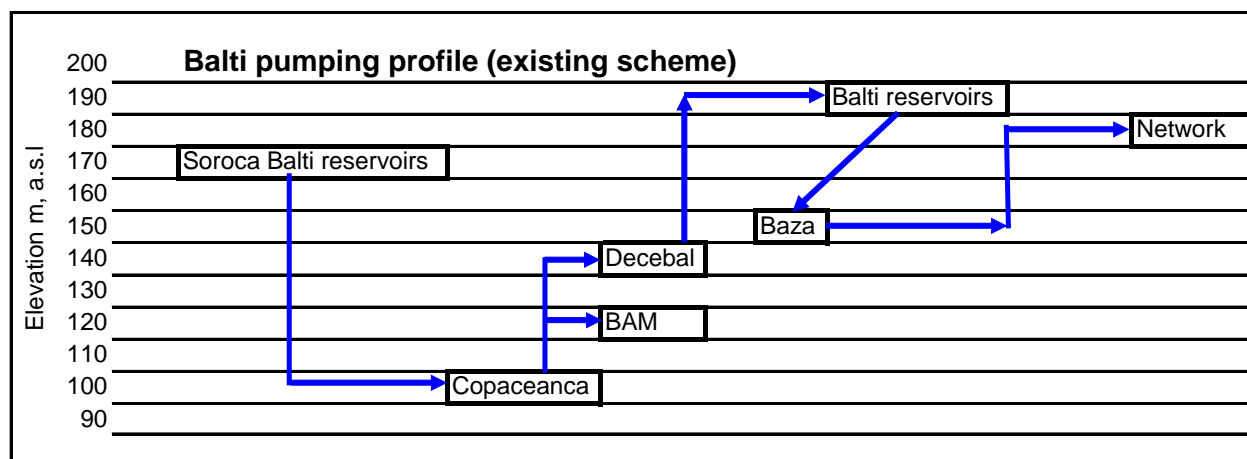 Balti pumping profile (existing scheme)
Elevation m, a.s.l
200
190
180
170
160
150
140
130
120
110
100
90
Balti reservoirs
Network
Soroca Balti reservoirs
Baza
Decebal
BAM
Copaceanca